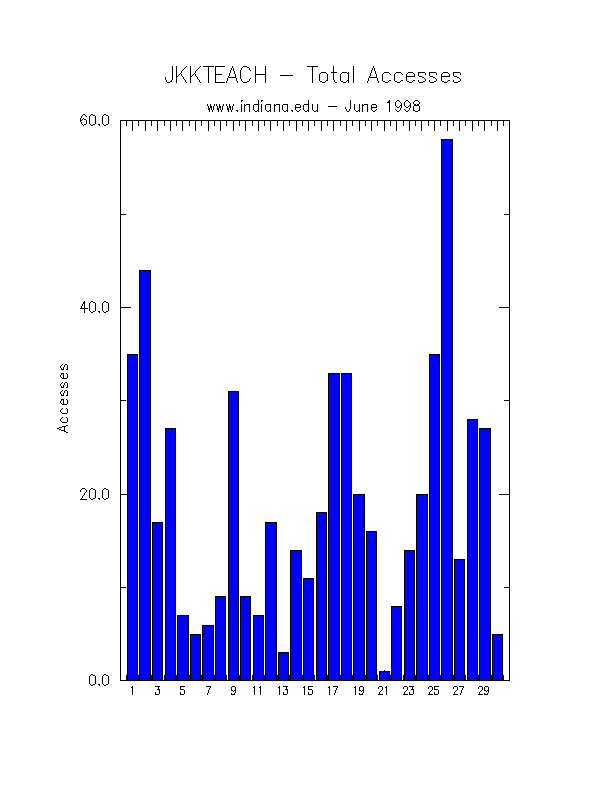 JKKTEACH – Total Accesses
www.indiana.edu – June 1998
60.0
40.0
20.0
0.0
Accesses
1 3 5 7 9 11 13 15 17 19 21 23 25 27 29